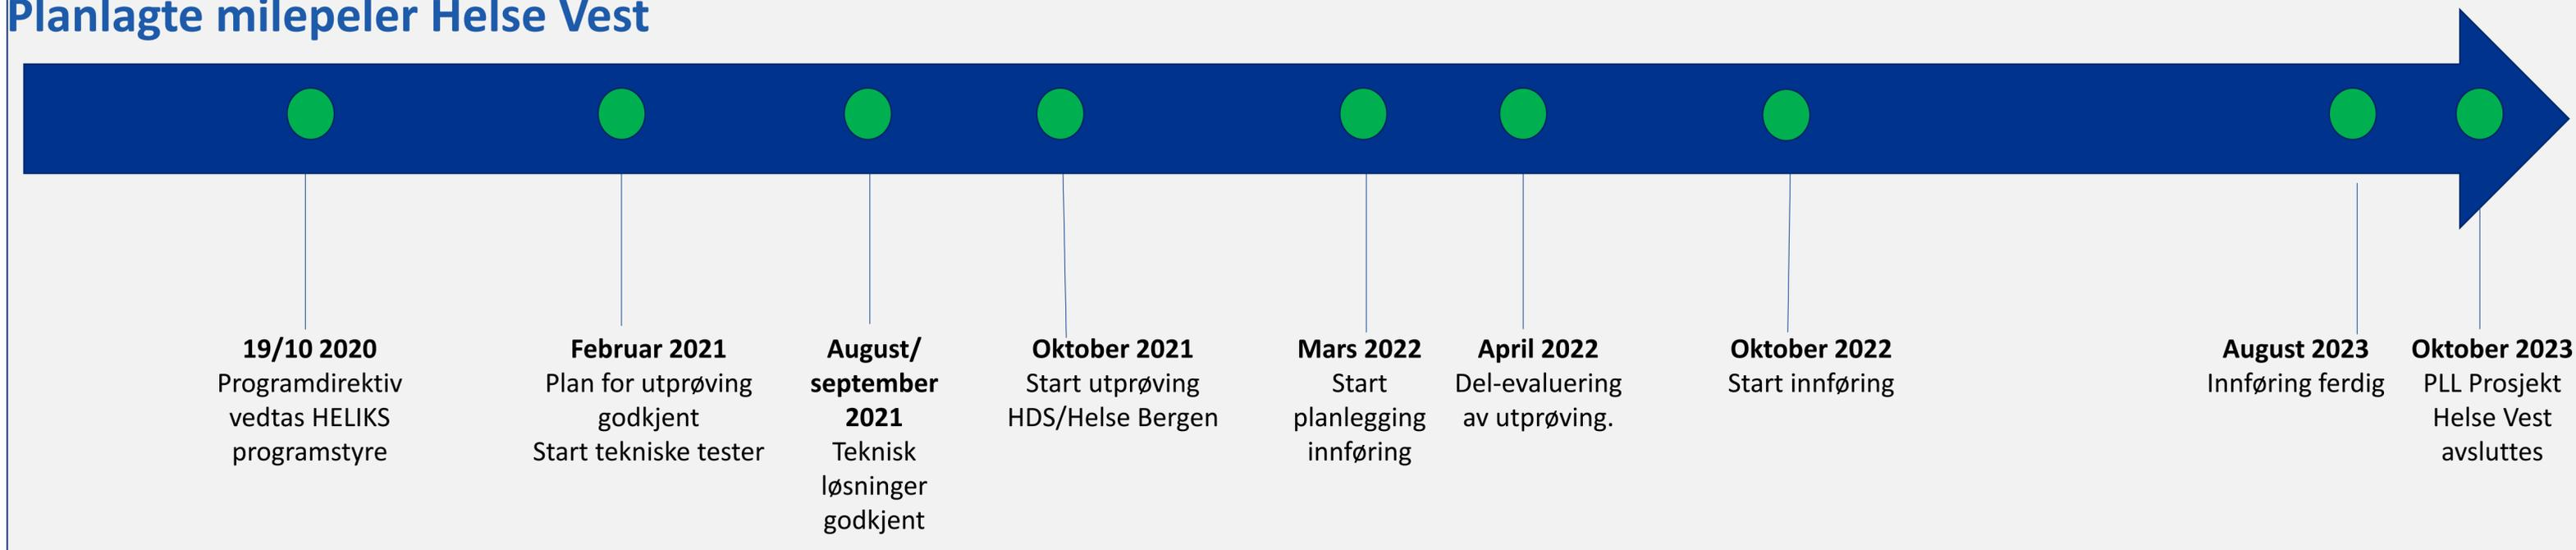 Planlagte milepeler Helse Vest
19/10 2020
Programdirektiv
vedtas HELIKS
programstyre
Februar 2021
Plan for utprøving
godkjent
Start tekniske tester
August/
september
2021
Teknisk
løsninger
godkjent
Oktober 2021
Start utprøving
HDS/Helse Bergen
Mars 2022
Start
planlegging
innføring
April 2022
Del-evaluering
av utprøving.
Oktober 2022
Start innføring
August 2023
Innføring ferdig
Oktober 2023
PLL Prosjekt
Helse Vest
avsluttes